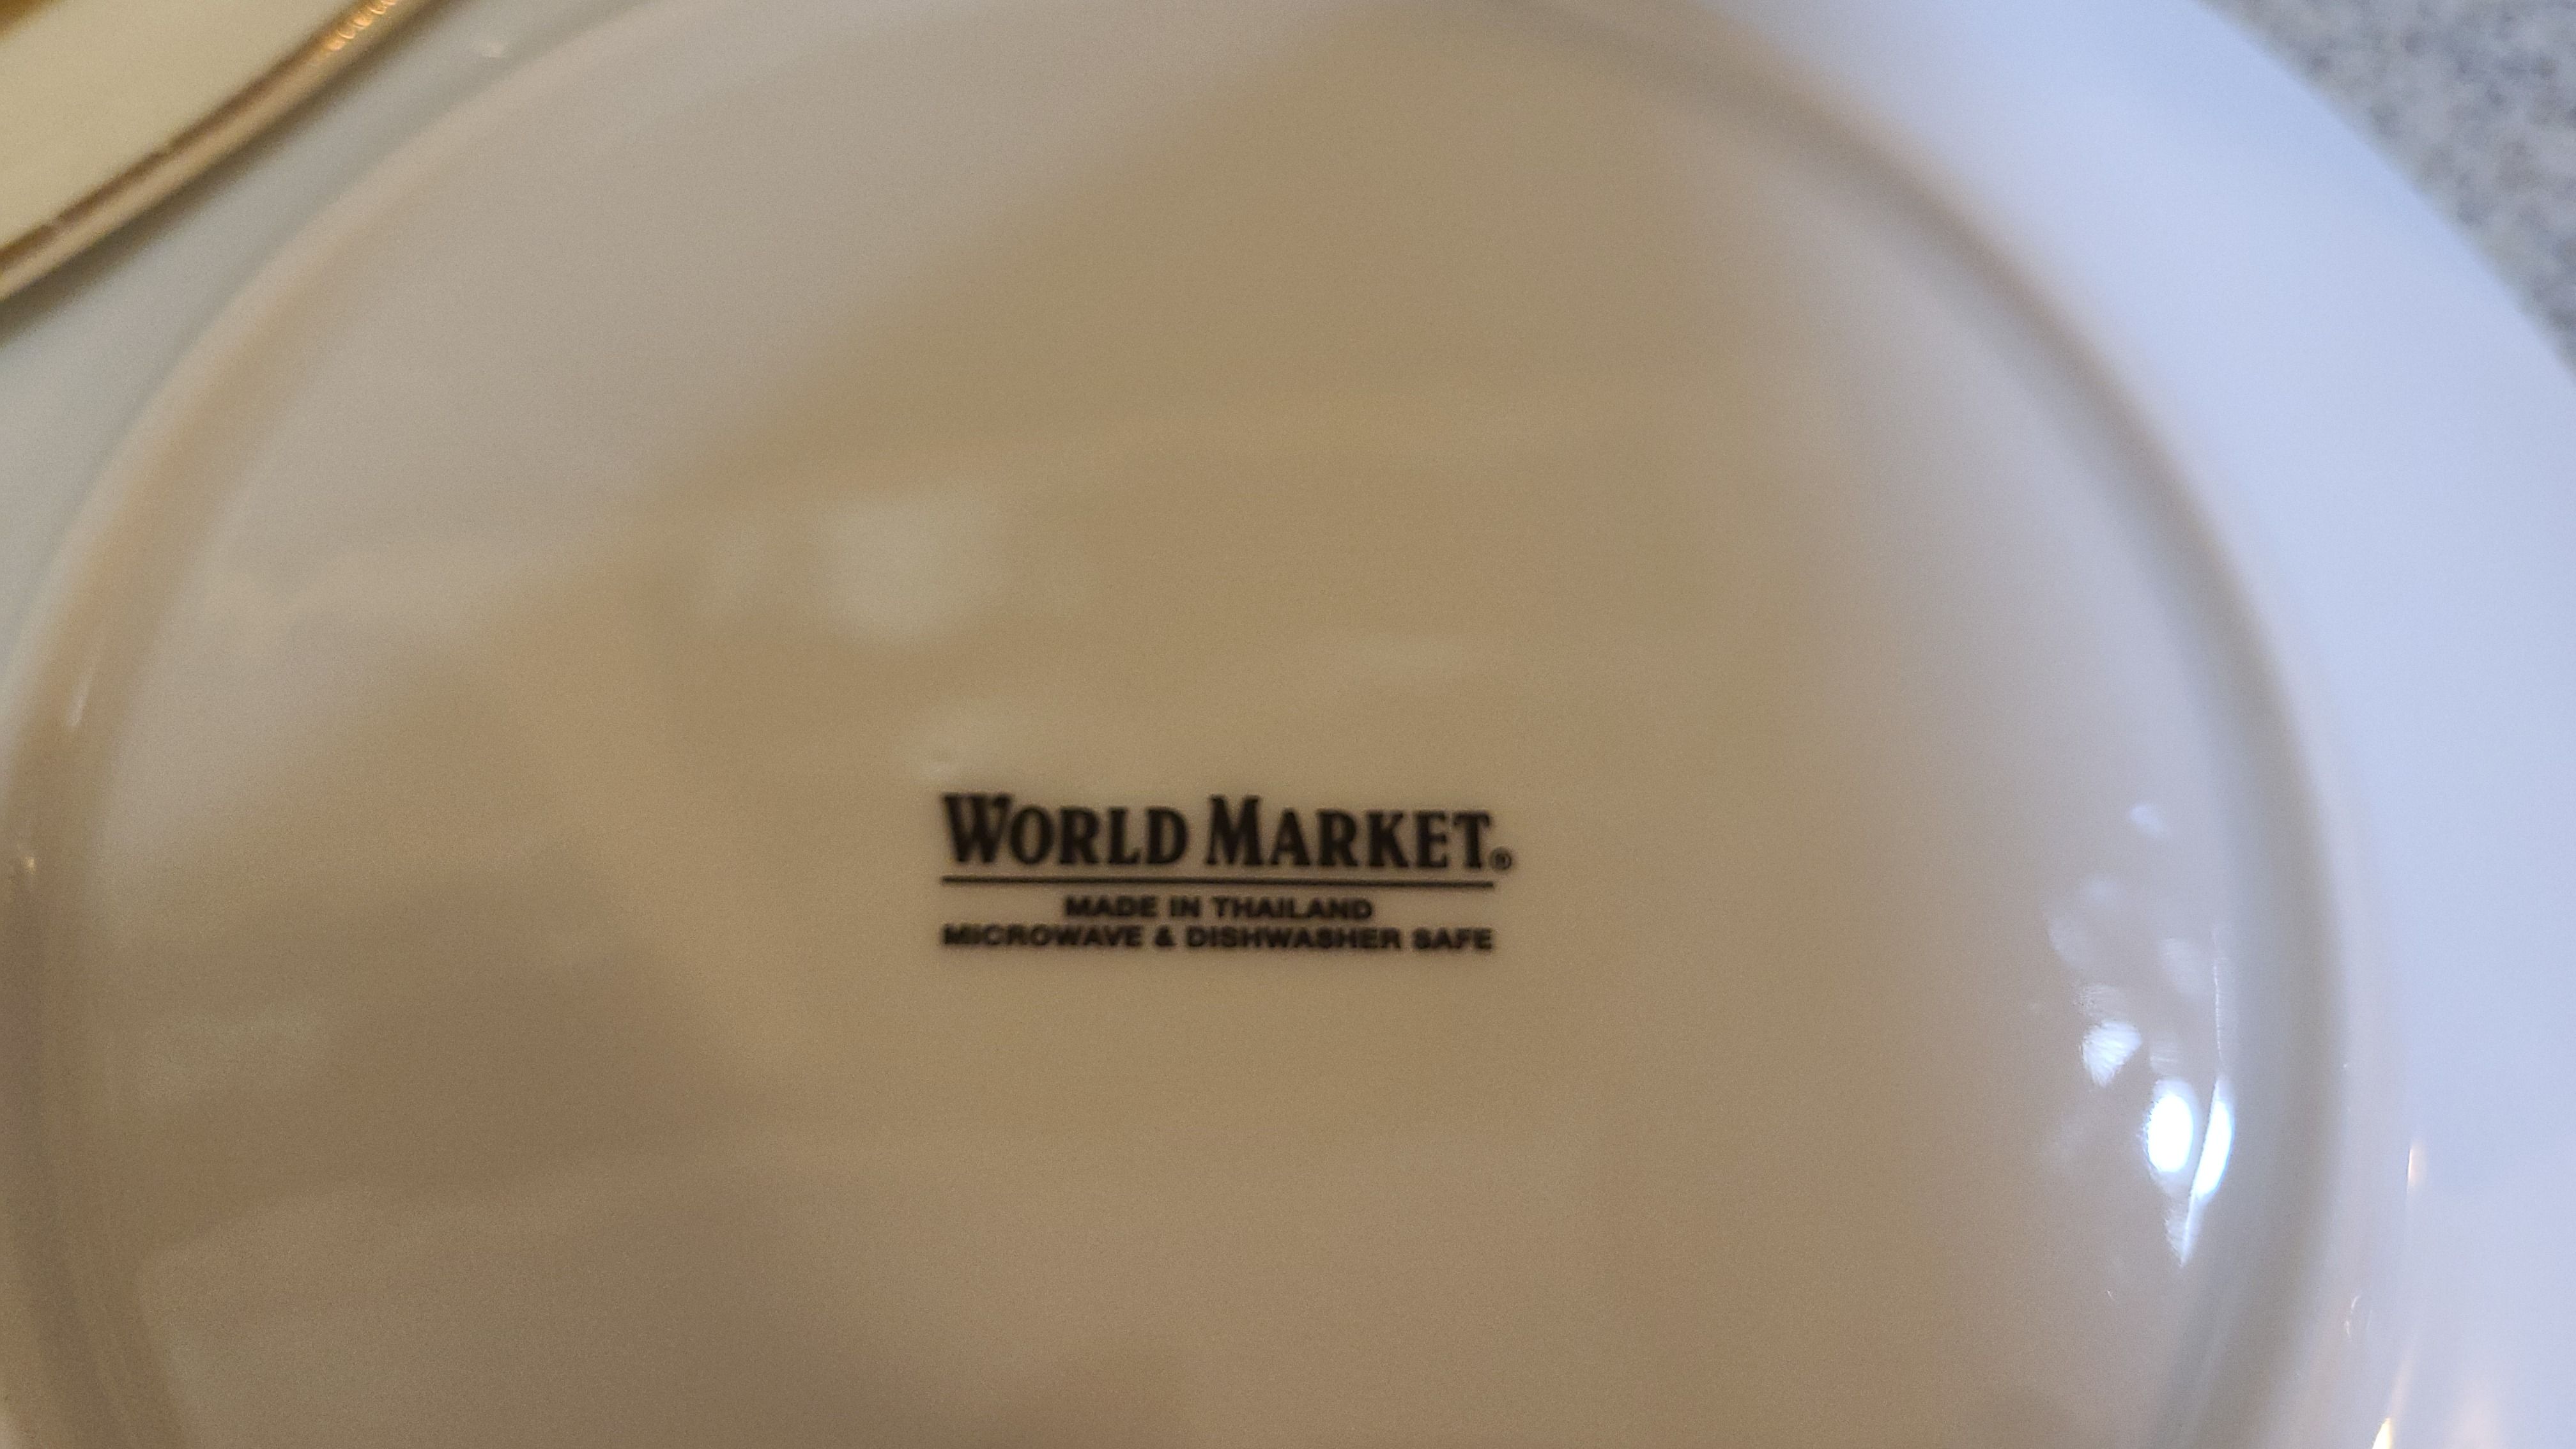 WORLD MARKET®
MADE IN THAILAND
MICROWAVE & DISHWASHER SAFE